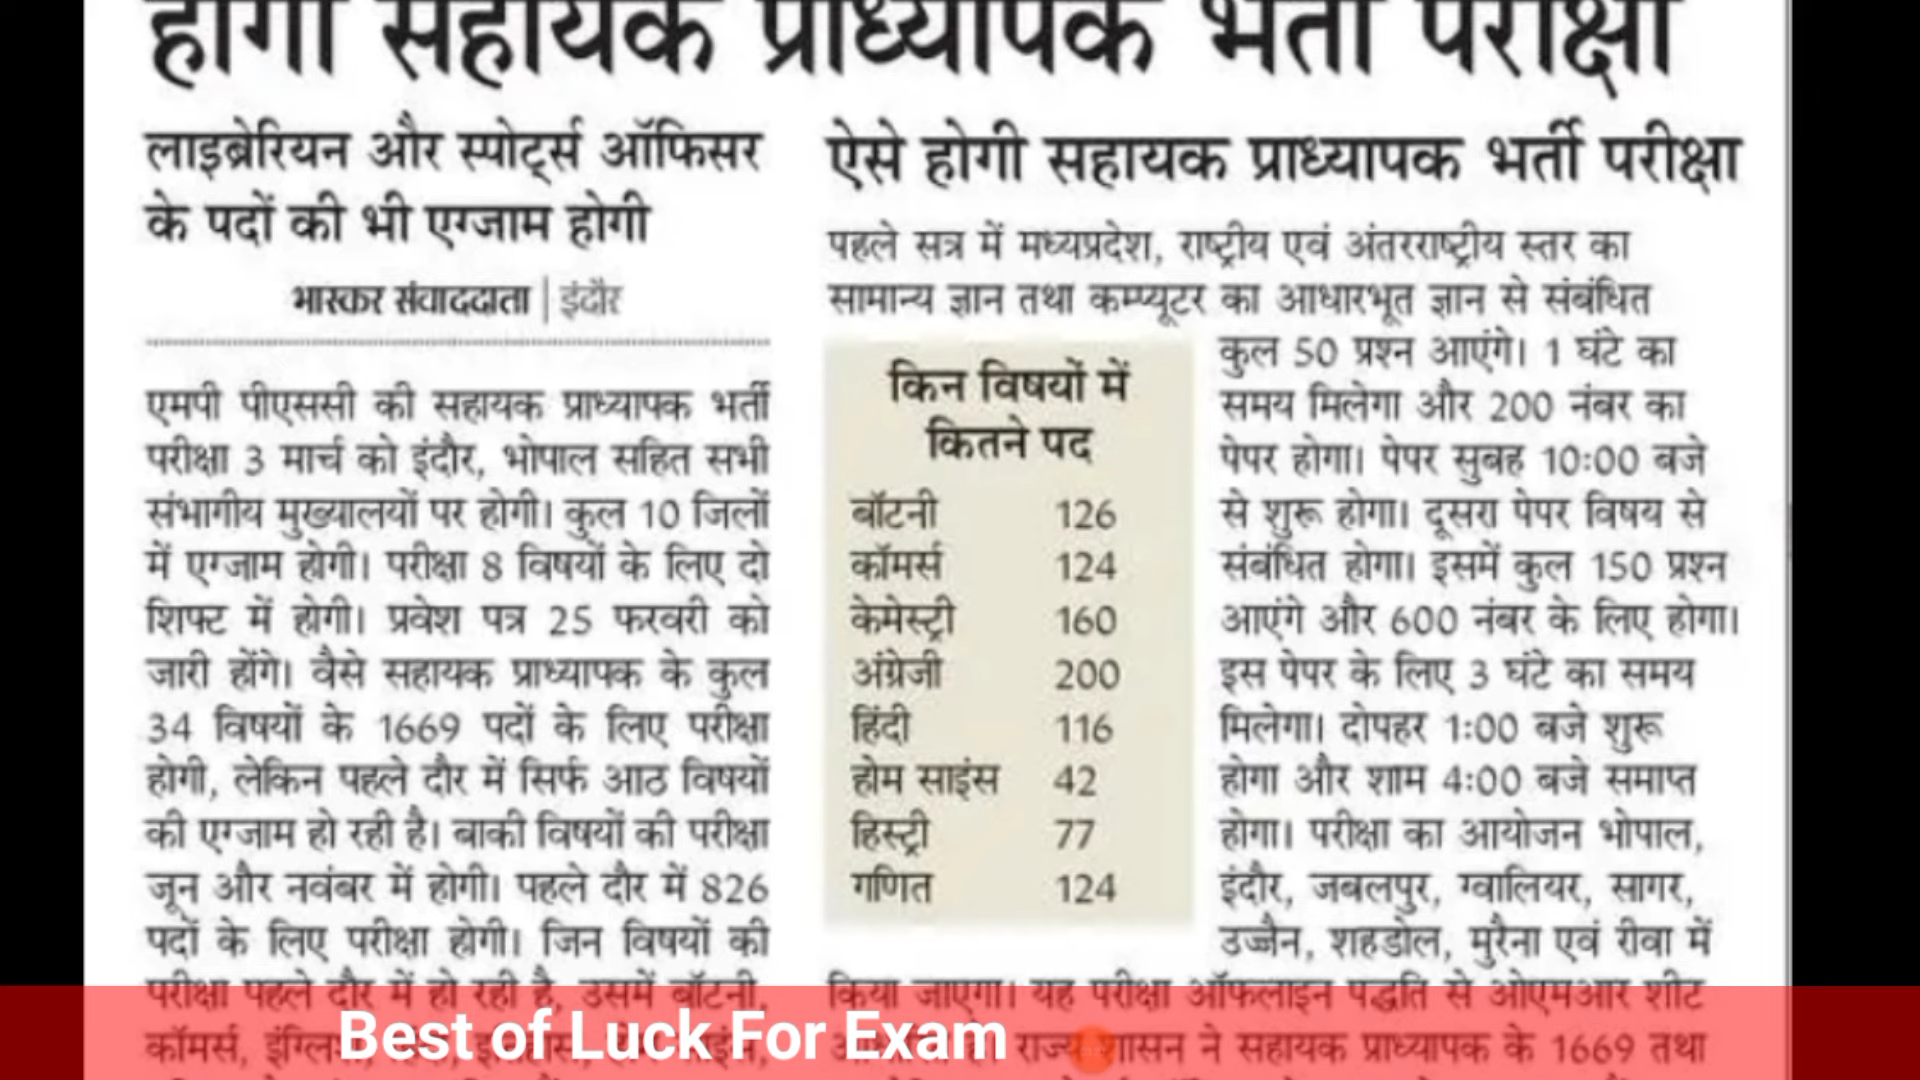 होगी सहायक प्राध्यापक भर्ती परीक्षा
लाइब्रेरियन और स्पोर्ट्स ऑफिसर
के पदों की भी एग्जाम होगी
भास्कर संवाददाता | इंदौर
एमपी पीएससी की सहायक प्राध्यापक भर्ती
परीक्षा 3 मार्च को इंदौर, भोपाल सहित सभी
संभागीय मुख्यालयों पर होगी। कुल 10 जिलों
में एग्जाम होगी। परीक्षा 8 विषयों के लिए दो
शिफ्ट में होगी। प्रवेश पत्र 25 फरवरी को
जारी होंगे। वैसे सहायक प्राध्यापक के कुल
34 विषयों के 1669 पदों के लिए परीक्षा
होगी, लेकिन पहले दौर में सिर्फ आठ विषयों
की एग्जाम हो रही है। बाकी विषयों की परीक्षा
जून और नवंबर में होगी। पहले दौर में 826
पदों के लिए परीक्षा होगी। जिन विषयों की
परीक्षा पहले दौर में हो रही है, उसमें बॉटनी,
कॉमर्स,
ऐसे होगी सहायक प्राध्यापक भर्ती परीक्षा
पहले सत्र में मध्यप्रदेश, राष्ट्रीय एवं अंतरराष्ट्रीय स्तर का
सामान्य ज्ञान तथा कम्प्यूटर का आधारभूत ज्ञान से संबंधित
कुल 50 प्रश्न आएंगे। 1 घंटे का
समय मिलेगा और 200 नंबर का
पेपर होगा। पेपर सुबह 10:00 बजे
से शुरू होगा। दूसरा पेपर विषय से
संबंधित होगा। इसमें कुल 150 प्रश्न
आएंगे और 600 नंबर के लिए होगा।
इस पेपर के लिए 3 घंटे का समय
मिलेगा। दोपहर 1:00 बजे शुरू
होगा और शाम 4:00 बजे समाप्त
होगा। परीक्षा का आयोजन भोपाल,
इंदौर, जबलपुर, ग्वालियर, सागर,
उज्जैन, शहडोल, मुरैना एवं रीवा में
किया जाएगा। यह परीक्षा ऑफलाइन पद्धति से ओएमआर शीट
राज्य शासन ने सहायक प्राध्यापक के 1669 तथा
किन विषयों में
कितने पद
बॉटनी 126
कॉमर्स 124
केमेस्ट्री 160
अंग्रेजी 200
हिंदी 116
होम साइंस 42
हिस्ट्री 77
गणित 124
Best of Luck For Exam